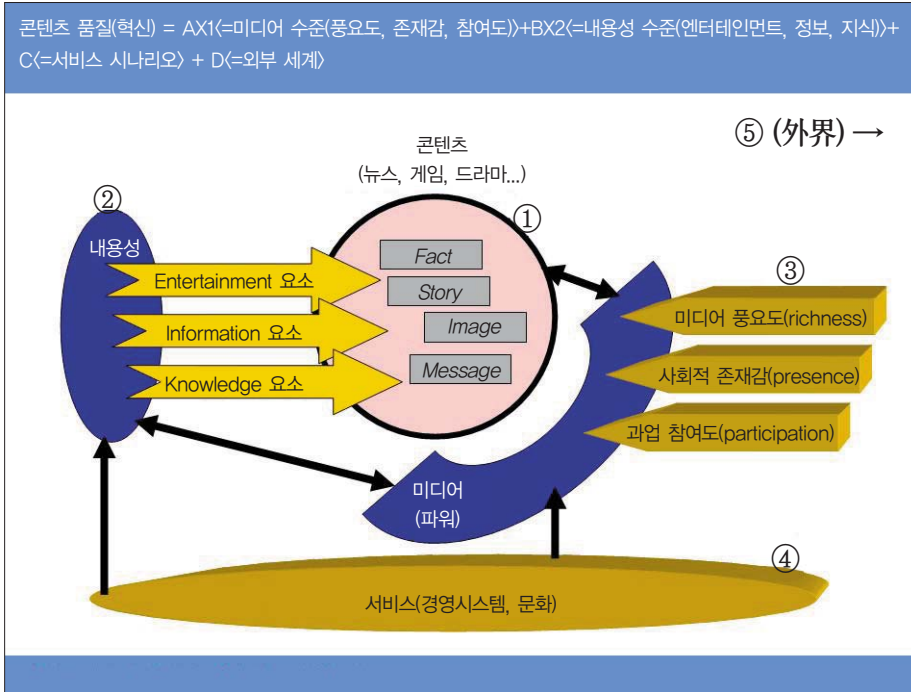 콘텐츠 품질(혁신) = AX1〈=미디어 수준(풍요도, 존재감, 참여도)〉+BX2〈=내용성 수준(엔터테인먼트, 정보, 지식)〉+
C〈=서비스 시나리오〉 + D〈=외부 세계〉
⑤ (外界) →
콘텐츠
(뉴스, 게임, 드라마...)
①
②
내용성
Entertainment 요소
Information 요소
Knowledge 요소
Fact
Story
Image
Message
③
미디어 풍요도(richness)
사회적 존재감(presence)
과업 참여도(participation)
미디어
(파워)
④
서비스(경영시스템, 문화)